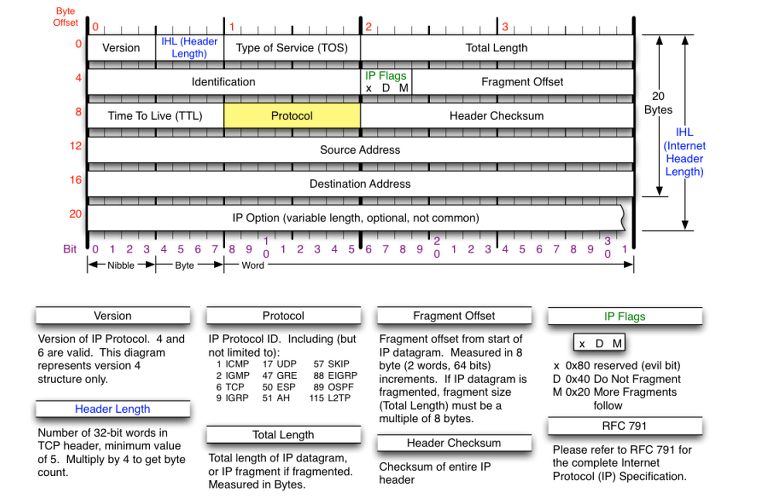 Byte
Offset
0 1 2 3
0 Version IHL (Header Length) Type of Service (TOS) Total Length
4 Identification IP Flags x D M Fragment Offset
8 Time To Live (TTL) Protocol Header Checksum
12 Source Address
16 Destination Address
20 IP Option (variable length, optional, not common)
20
Bytes
IHL
(Internet
Header
Length)
Bit 0 1 2 3 4 5 6 7 8 9 10 1 2 3 4 5 6 7 8 9 20 1 2 3 4 5 6 7 8 9 30 1
Nibble Byte Word
Version
Version of IP Protocol. 4 and
6 are valid. This diagram
represents version 4
structure only.
Header Length
Number of 32-bit words in
TCP header, minimum value
of 5. Multiply by 4 to get byte
count.
Protocol
IP Protocol ID. Including (but
not limited to):
1 ICMP 17 UDP 57 SKIP
2 IGMP 47 GRE 88 EIGRP
6 TCP 50 ESP 89 OSPF
9 IGRP 51 AH 115 L2TP
Total Length
Total length of IP datagram,
or IP fragment if fragmented.
Measured in Bytes.
Fragment Offset
Fragment offset from start of
IP datagram. Measured in 8
byte (2 words, 64 bits)
increments. If IP datagram is
fragmented, fragment size
(Total Length) must be a
multiple of 8 bytes.
Header Checksum
Checksum of entire IP
header
IP Flags
x D M
x 0x80 reserved (evil bit)
D 0x40 Do Not Fragment
M 0x20 More Fragments
follow
RFC 791
Please refer to RFC 791 for
the complete Internet
Protocol (IP) Specification.